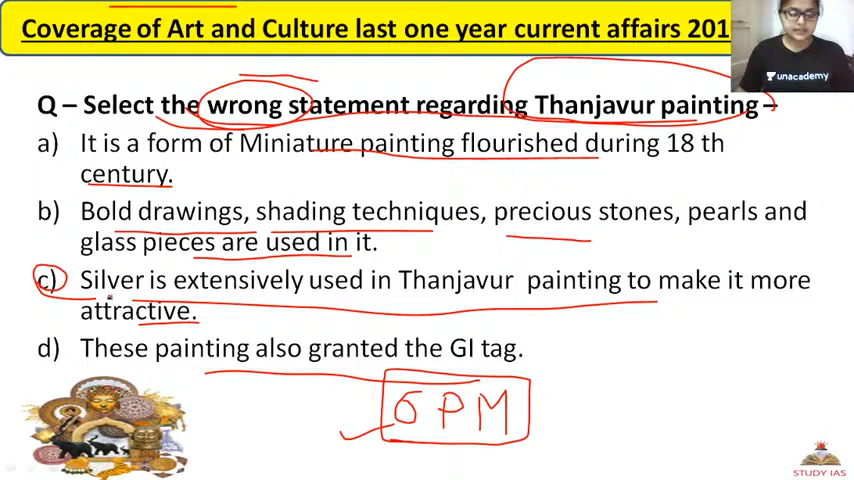 Coverage of Art and Culture last one year current affairs 201
unacademy
Q – Select the wrong statement regarding Thanjavur painting –
a) It is a form of Miniature painting flourished during 18 th
century.
b) Bold drawings, shading techniques, precious stones, pearls and
glass pieces are used in it.
c) Silver is extensively used in Thanjavur painting to make it more
attractive.
d) These painting also granted the GI tag.
6 PM
STUDY IAS